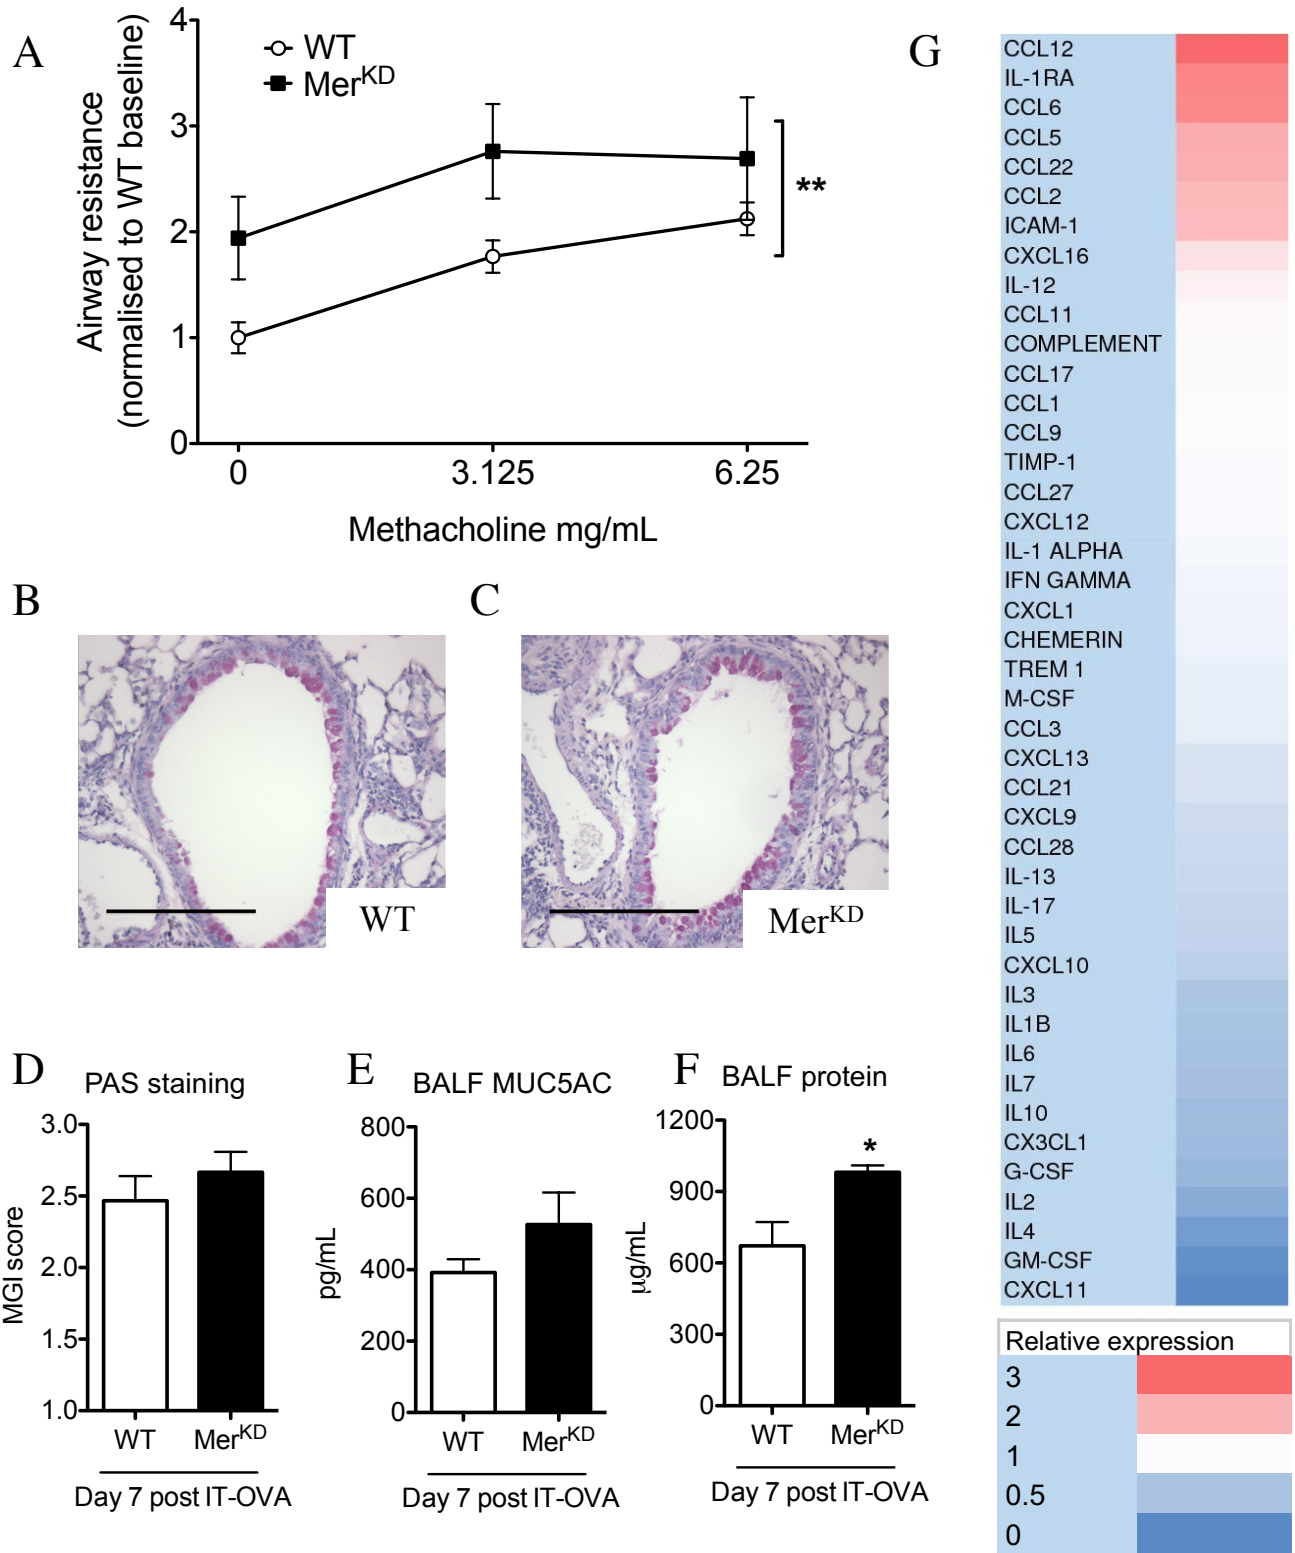 A
Airway resistance
(normalised to WT baseline)
4
3
2
1
0
WT
Mer^KD
**
0 3.125 6.25
Methacholine mg/mL
B
WT
C
Mer^KD
D
PAS staining
MGI score
3.0
2.5
2.0
1.5
1.0
WT Mer^KD
Day 7 post IT-OVA
E
BALF MUC5AC
pg/mL
800
600
400
200
0
WT Mer^KD
Day 7 post IT-OVA
F
BALF protein
µg/mL
1200
900
600
300
0
*
WT Mer^KD
Day 7 post IT-OVA
G
CCL12
IL-1RA
CCL6
CCL5
CCL22
CCL2
ICAM-1
CXCL16
IL-12
CCL11
COMPLEMENT
CCL17
CCL1
CCL9
TIMP-1
CCL27
CXCL12
IL-1 ALPHA
IFN GAMMA
CXCL1
CHEMERIN
TREM 1
M-CSF
CCL3
CXCL13
CCL21
CXCL9
CCL28
IL-13
IL-17
IL5
CXCL10
IL3
IL1B
IL6
IL7
IL10
CX3CL1
G-CSF
IL2
IL4
GM-CSF
CXCL11
Relative expression
3
2
1
0.5
0